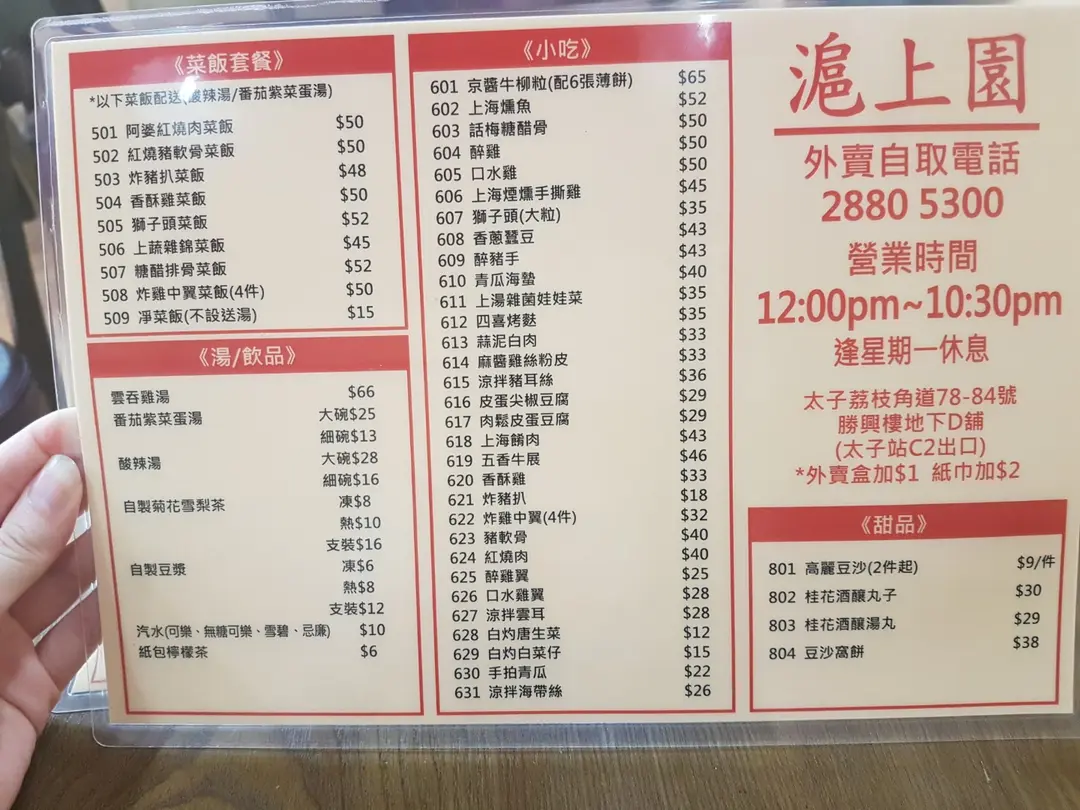 《菜飯套餐》
*以下菜飯配送(酸辣湯/番茄紫菜蛋湯)
501 阿婆紅燒肉菜飯 $50
502 紅燒豬軟骨菜飯 $50
503 炸豬扒菜飯 $48
504 香酥雞菜飯 $50
505 獅子頭菜飯 $52
506 上蔬雜錦菜飯 $45
507 糖醋排骨菜飯 $52
508 炸雞中翼菜飯(4件) $50
509 淨菜飯(不設送湯) $15
《湯/飲品》
雲吞雞湯 $66
番茄紫菜蛋湯 大碗$25
細碗$13
酸辣湯 大碗$28
細碗$16
自製菊花雪梨茶 凍$8
熱$10
支裝$16
自製豆漿 凍$6
熱$8
支裝$12
汽水(可樂、無糖可樂、雪碧、忌廉) $10
紙包檸檬茶 $6
《小吃》
601 京醬牛柳粒(配6張薄餅) $65
602 上海燻魚 $52
603 話梅糖醋骨 $50
604 醉雞 $50
605 口水雞 $50
606 上海煙燻手撕雞 $45
607 獅子頭(大粒) $35
608 香蔥蠶豆 $43
609 醉豬手 $43
610 青瓜海蜇 $40
611 上湯雜菌娃娃菜 $35
612 四喜烤麩 $35
613 蒜泥白肉 $33
614 麻醬雞絲粉皮 $33
615 涼拌豬耳絲 $36
616 皮蛋尖椒豆腐 $29
617 肉鬆皮蛋豆腐 $29
618 上海餚肉 $43
619 五香牛展 $46
620 香酥雞 $33
621 炸豬扒 $18
622 炸雞中翼(4件) $32
623 豬軟骨 $40
624 紅燒肉 $40
625 醉雞翼 $25
626 口水雞翼 $28
627 涼拌雲耳 $28
628 白灼唐生菜 $12
629 白灼白菜仔 $15
630 手拍青瓜 $22
631 涼拌海帶絲 $26
滬上園
外賣自取電話
2880 5300
營業時間
12:00pm~10:30pm
逢星期一休息
太子荔枝角道78-84號
勝興樓地下D舖
(太子站C2出口)
*外賣盒加$1 紙巾加$2
《甜品》
801 高麗豆沙(2件起) $9/件
802 桂花酒釀丸子 $30
803 桂花酒釀湯丸 $29
804 豆沙窩餅 $38